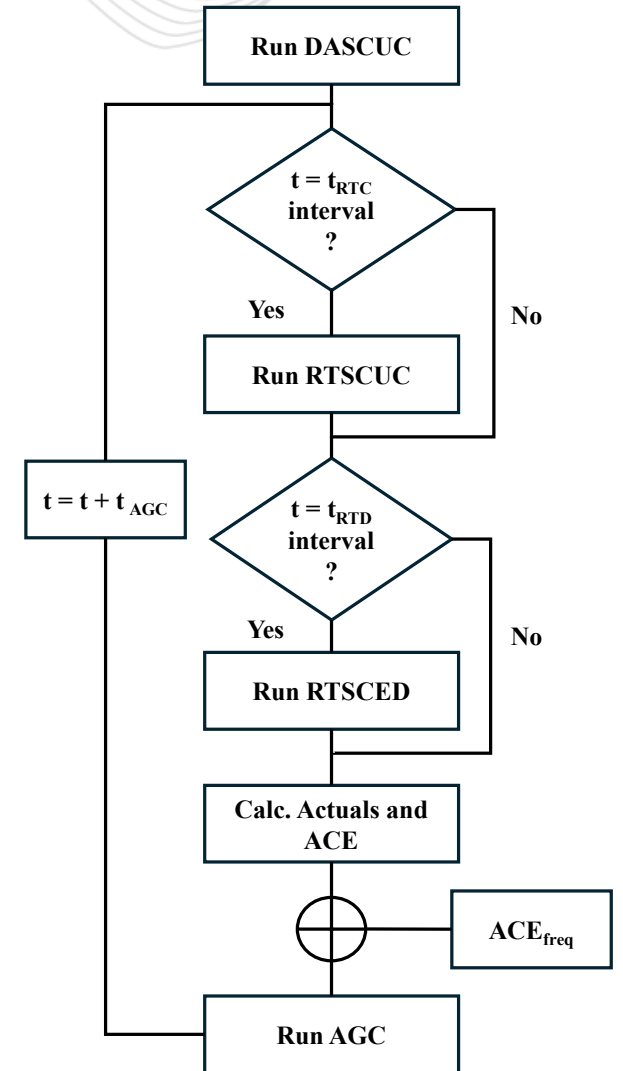 Run DASCUC
t = tRTC
interval
?
Yes
No
Run RTSCUC
t = t + t AGC
t = tRTD
interval
?
Yes
No
Run RTSCED
Calc. Actuals and
ACE
ACEfreq
Run AGC